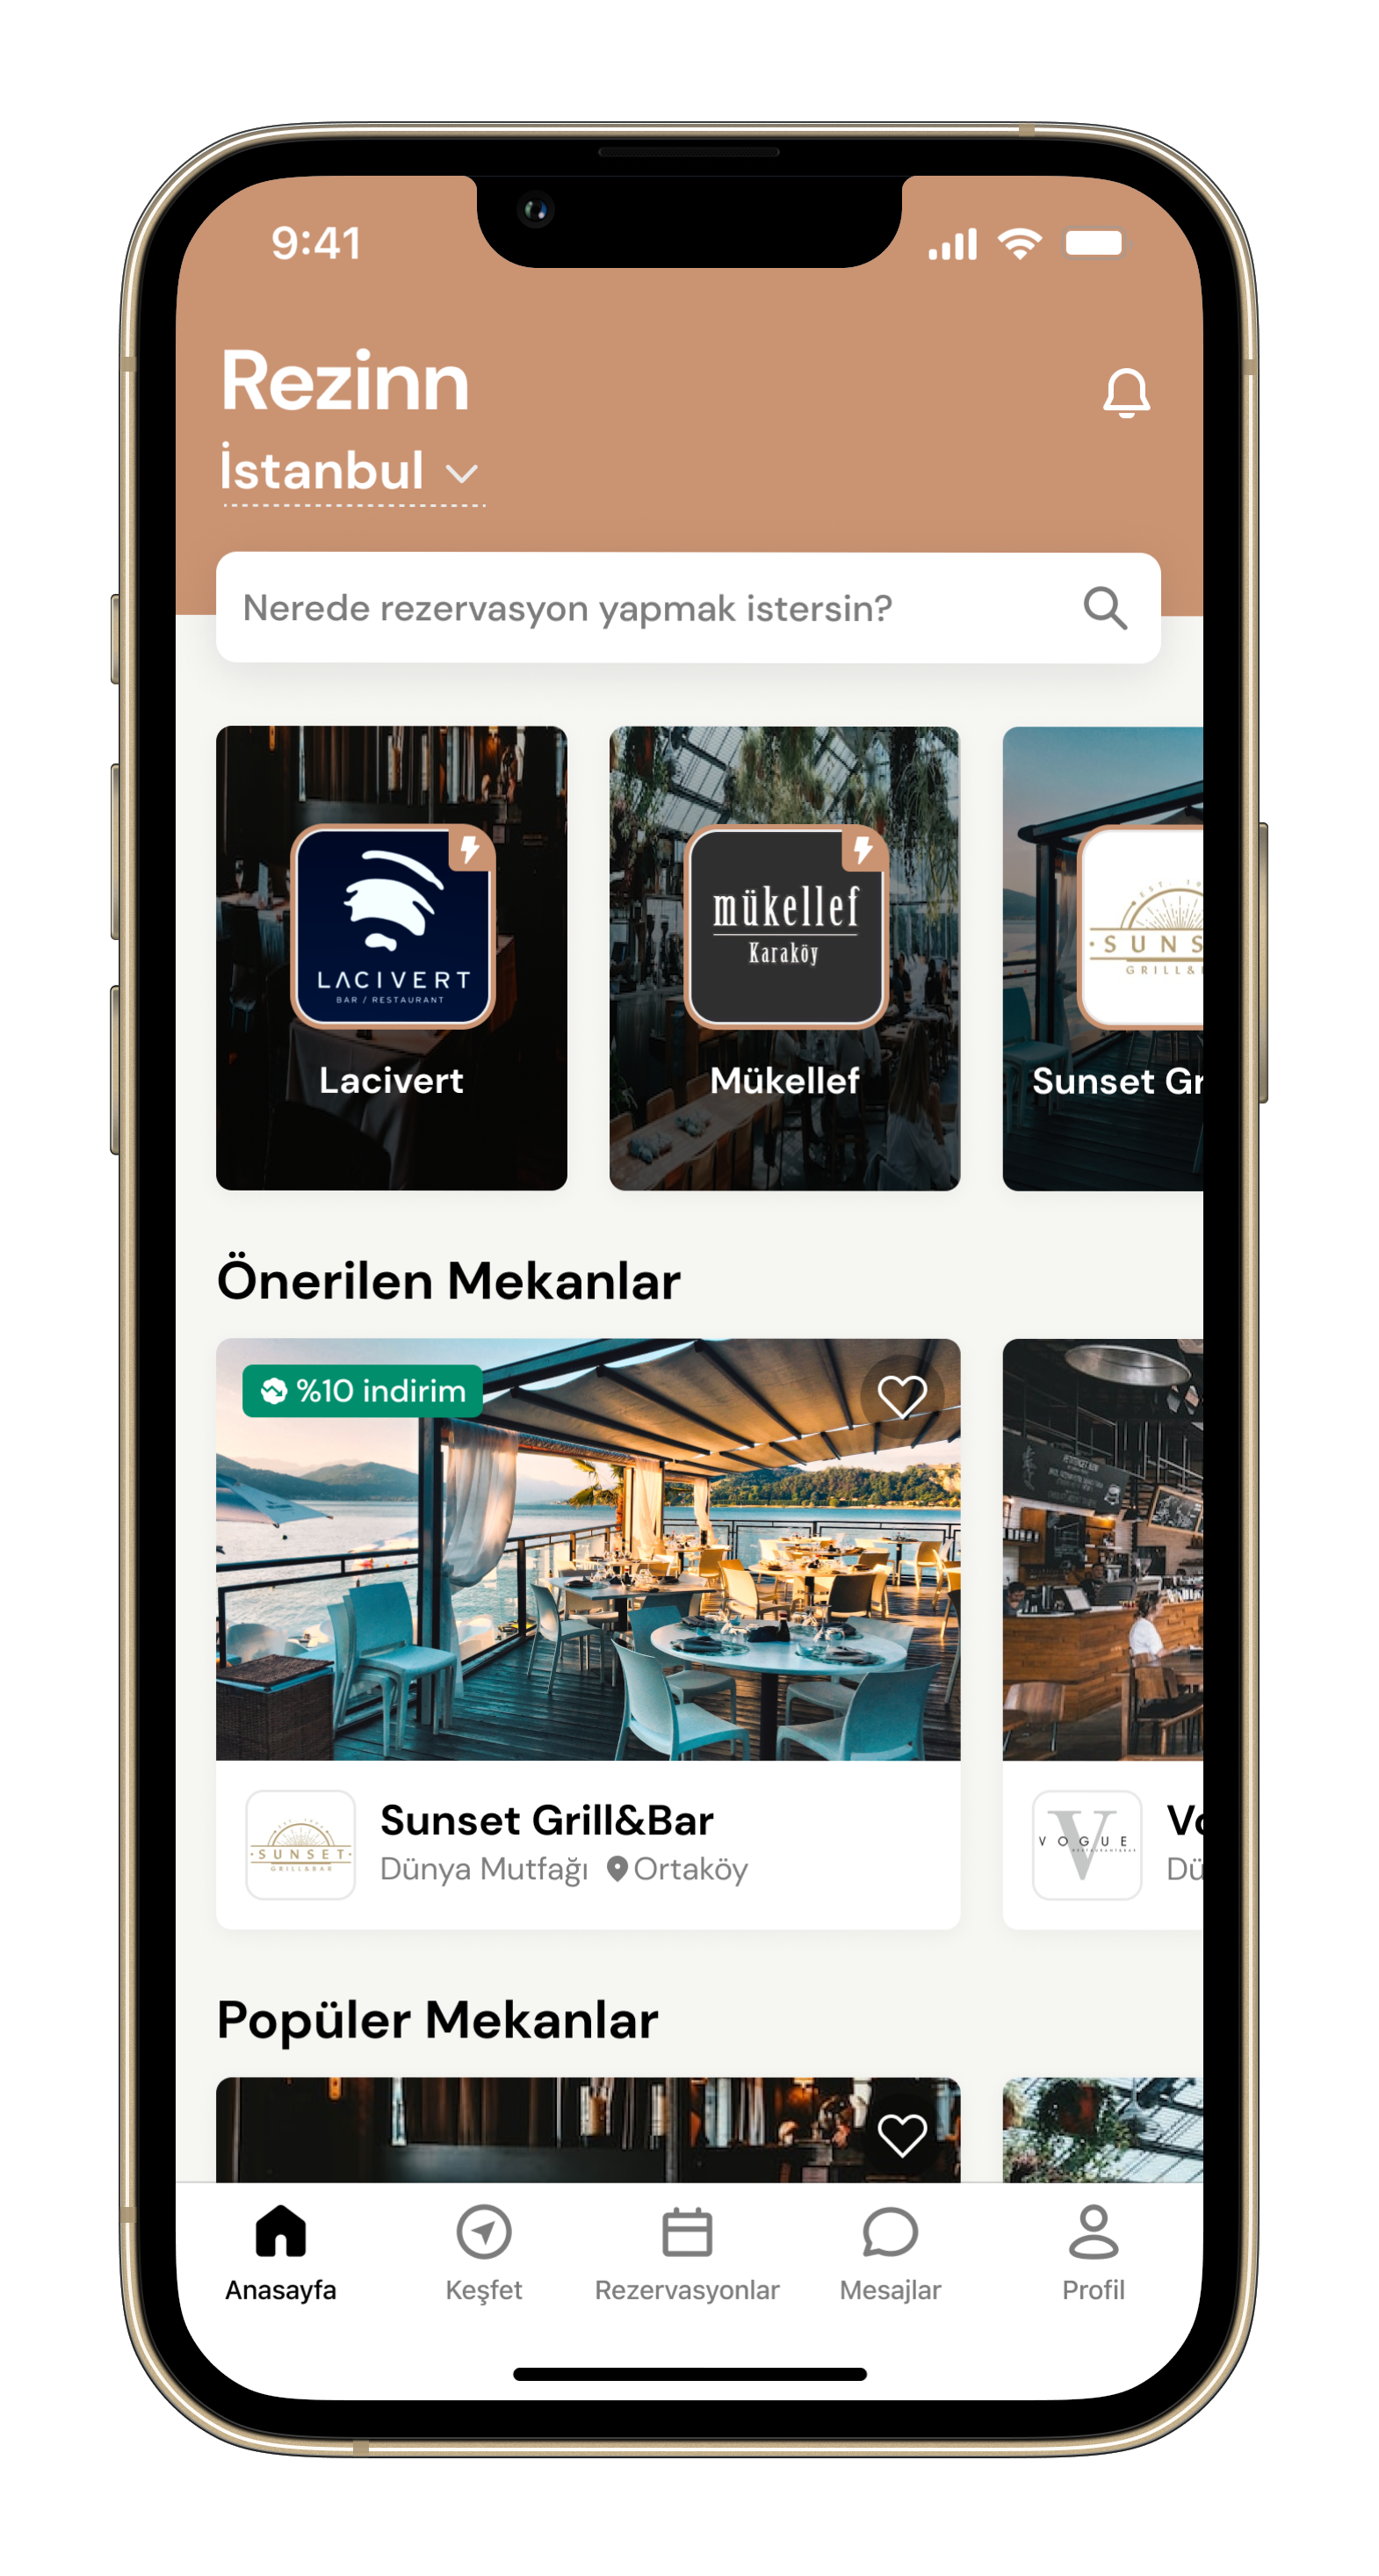 9:41
Rezinn
İstanbul
Nerede rezervasyon yapmak istersin?
LACIVERT
BAR / RESTAURANT
Lacivert
mükellef
Karaköy
Mükellef
SUNS
GRILL&
Sunset Gr
Önerilen Mekanlar
%10 indirim
SUNSET
GRILL&BAR
Sunset Grill&Bar
Dünya Mutfağı Ortaköy
V
VOGUE
Vo
Dü
Popüler Mekanlar
Anasayfa
Keşfet
Rezervasyonlar
Mesajlar
Profil